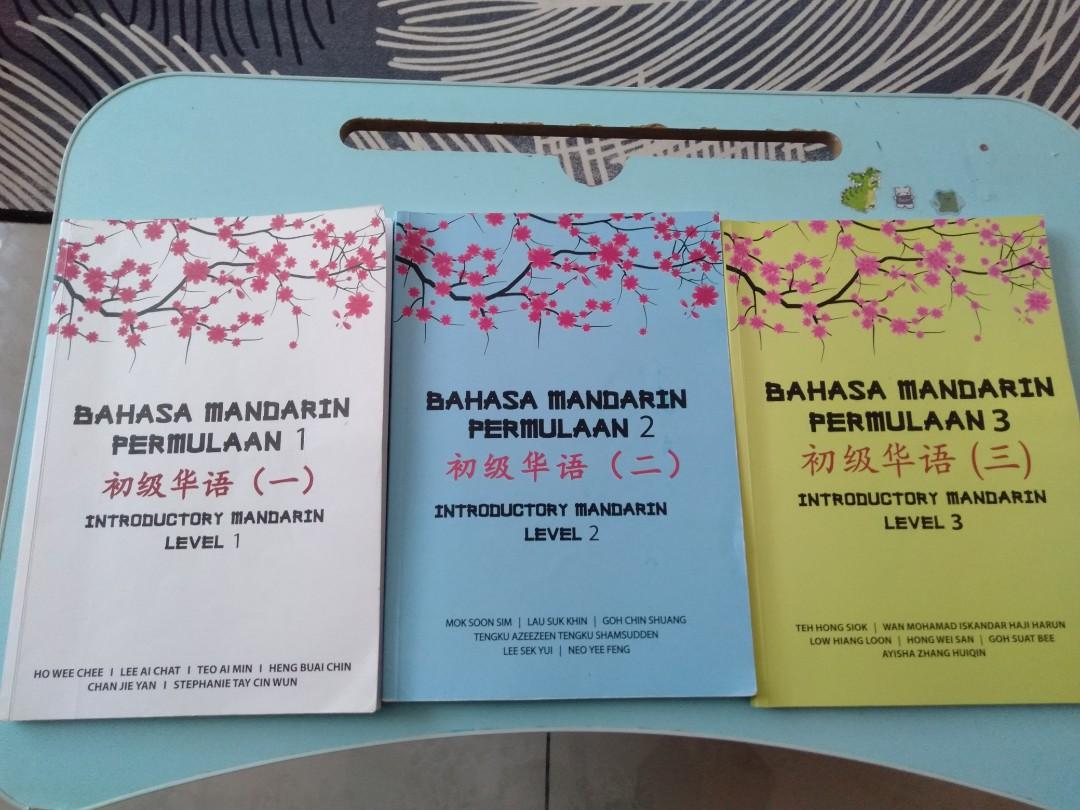 BAHASA MANDARIN
PERMULAAN 1
初级华语（一）
INTRODUCTORY MANDARIN
LEVEL 1
HO WEE CHEE I LEE AI CHAT I TEO AI MIN I HENG BUAI CHIN
CHAN JIE YAN I STEPHANIE TAY CIN WUN
BAHASA MANDARIN
PERMULAAN 2
初级华语（二）
INTRODUCTORY MANDARIN
LEVEL 2
MOK SOON SIM | LAU SUK KHIN | GOH CHIN SHUANG
TENGKU AZEEZEEN TENGKU SHAMSUDDEN
LEE SEK YUI | NEO YEE FENG
BAHASA MANDARIN
PERMULAAN 3
初级华语 (三)
INTRODUCTORY MANDARIN
LEVEL 3
TEH HONG SIOK | WAN MOHAMAD ISKANDAR HAJI HARUN
LOW HIANG LOON | HONG WEI SAN | GOH SUAT BEE
AYISHA ZHANG HUIQIN